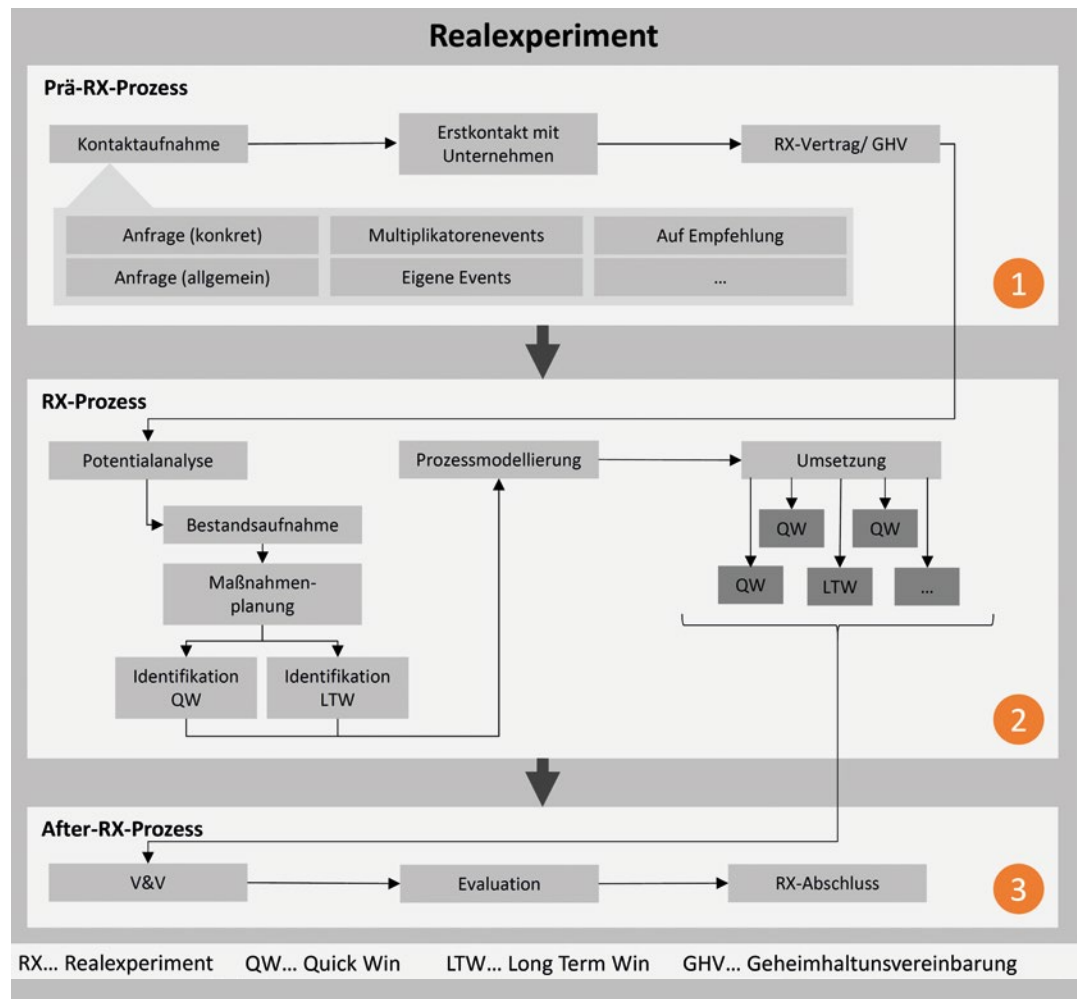 Realexperiment
Prä-RX-Prozess
Kontaktaufnahme
Erstkontakt mit
Unternehmen
RX-Vertrag/ GHV
Anfrage (konkret)
Multiplikatorenevents
Auf Empfehlung
Anfrage (allgemein)
Eigene Events
...
1
RX-Prozess
Potentialanalyse
Prozessmodellierung
Umsetzung
Bestandsaufnahme
Maßnahmen-
planung
Identifikation
QW
Identifikation
LTW
QW
QW
QW
LTW
...
2
After-RX-Prozess
V&V
Evaluation
RX-Abschluss
3
RX... Realexperiment QW... Quick Win LTW... Long Term Win GHV... Geheimhaltunsvereinbarung